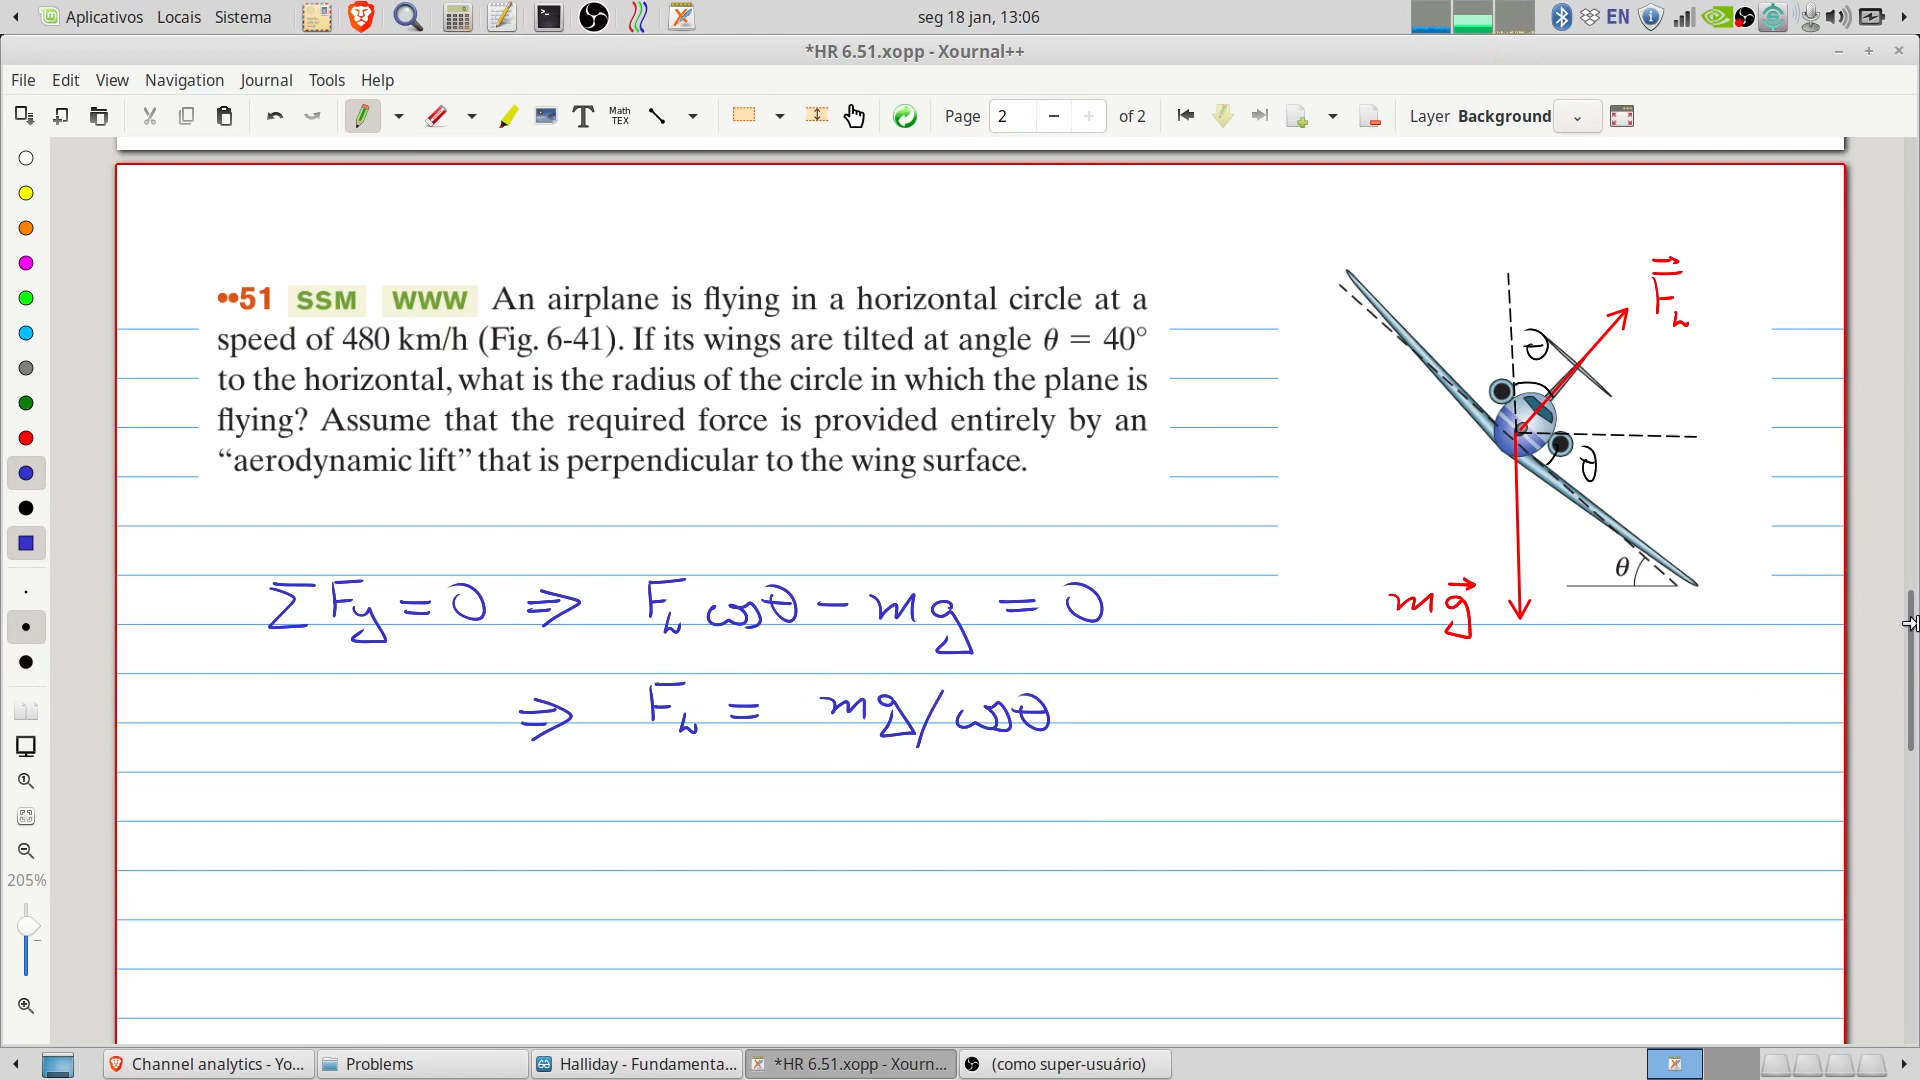 Aplicativos Locais Sistema
seg 18 jan, 13:06
EN
*HR 6.51.xopp - Xournal++
File Edit View Navigation Journal Tools Help
Math TEX
Page 2 of 2
Layer Background
••51 SSM WWW An airplane is flying in a horizontal circle at a
speed of 480 km/h (Fig. 6-41). If its wings are tilted at angle θ = 40°
to the horizontal, what is the radius of the circle in which the plane is
flying? Assume that the required force is provided entirely by an
“aerodynamic lift” that is perpendicular to the wing surface.
F⃗
θ
θ
θ
mg⃗
ΣFy = 0 ⇒ F cosθ − mg = 0
⇒ F = mg/cosθ
205%
Channel analytics - Yo...
Problems
Halliday - Fundamenta...
*HR 6.51.xopp - Xourn...
(como super-usuário)